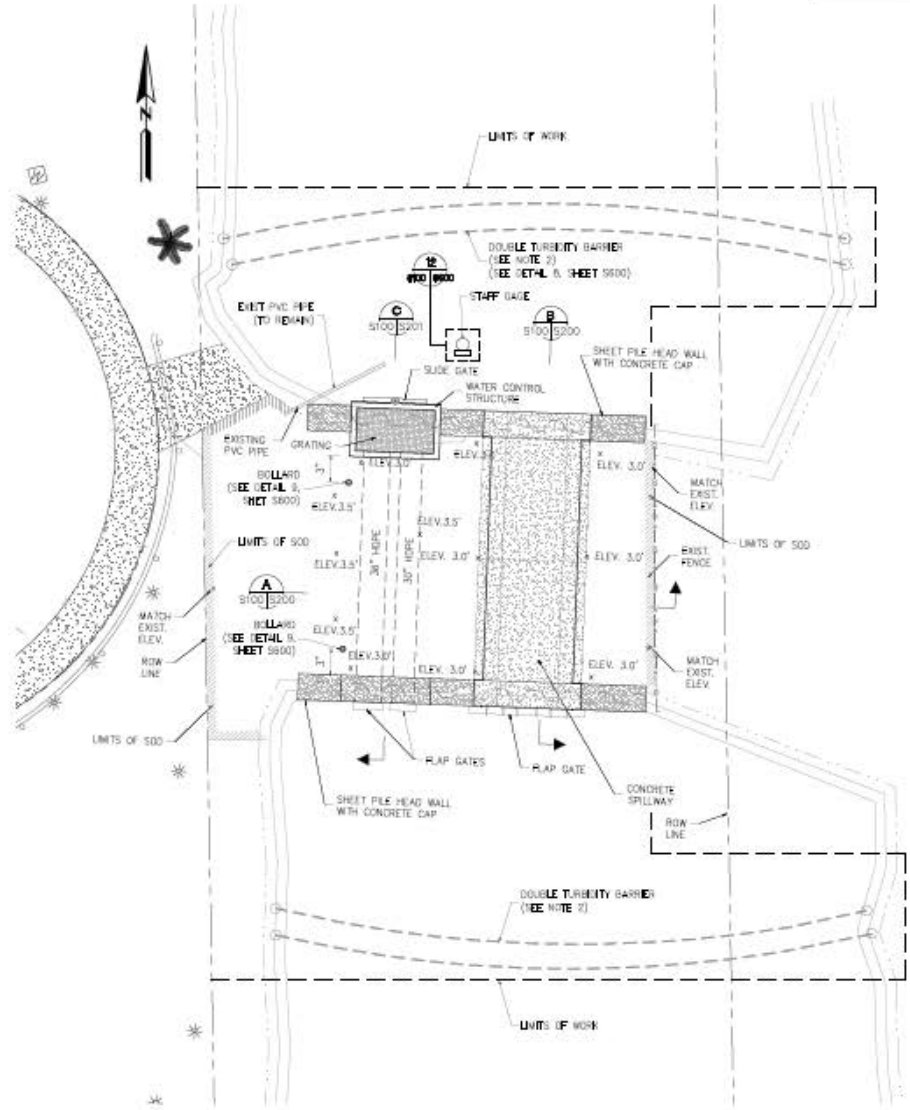 N
LIMITS OF WORK
DOUBLE TURBIDITY BARRIER
(SEE NOTE 2)
(SEE DETAIL 8, SHEET S600)
12
STAFF GAGE
EXIST PVC PIPE
(TO REMAIN)
C
S100 S201
B
S100 S200
SLIDE GATE
SHEET PILE HEAD WALL
WITH CONCRETE CAP
WATER CONTROL
STRUCTURE
EXISTING
PVC PIPE
GRATING
ELEV.3.0'
ELEV. 3.0'
BOLLARD
(SEE DETAIL 9,
SHEET S600)
3'
MATCH
EXIST.
ELEV.
ELEV.3.5'
ELEV.3.5'
LIMITS OF SOD
LIMITS OF SOD
36" HDPE
30" HDPE
ELEV.3.5'
ELEV. 3.0'
ELEV. 3.0'
EXIST.
FENCE
A
S100 S200
MATCH
EXIST.
ELEV.
BOLLARD
(SEE DETAIL 9,
SHEET S600)
ELEV.3.5'
ROW
LINE
3'
ELEV.3.0'
ELEV. 3.0'
ELEV. 3.0'
MATCH
EXIST.
ELEV.
LIMITS OF SOD
FLAP GATES
FLAP GATE
SHEET PILE HEAD WALL
WITH CONCRETE CAP
CONCRETE
SPILLWAY
ROW
LINE
DOUBLE TURBIDITY BARRIER
(SEE NOTE 2)
LIMITS OF WORK